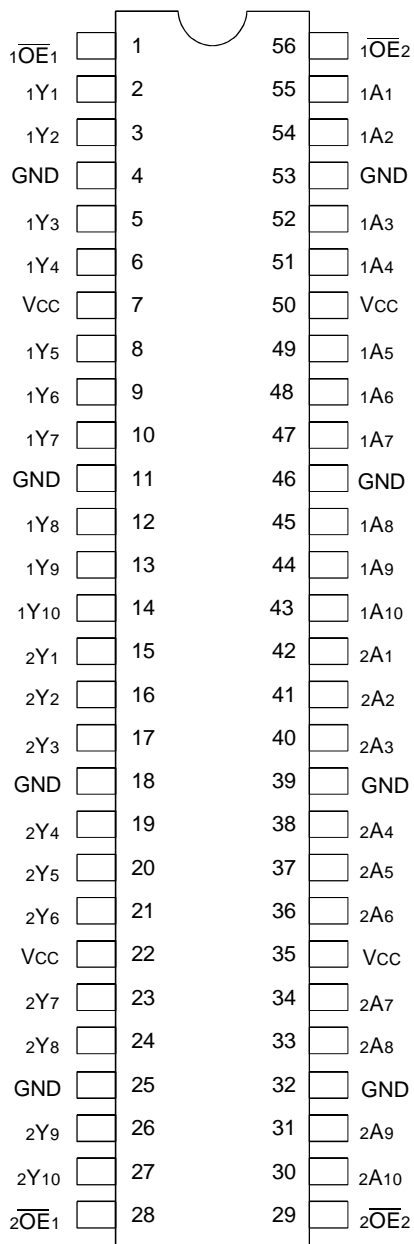 1OE1 1 56 1OE2
1Y1 2 55 1A1
1Y2 3 54 1A2
GND 4 53 GND
1Y3 5 52 1A3
1Y4 6 51 1A4
VCC 7 50 VCC
1Y5 8 49 1A5
1Y6 9 48 1A6
1Y7 10 47 1A7
GND 11 46 GND
1Y8 12 45 1A8
1Y9 13 44 1A9
1Y10 14 43 1A10
2Y1 15 42 2A1
2Y2 16 41 2A2
2Y3 17 40 2A3
GND 18 39 GND
2Y4 19 38 2A4
2Y5 20 37 2A5
2Y6 21 36 2A6
VCC 22 35 VCC
2Y7 23 34 2A7
2Y8 24 33 2A8
GND 25 32 GND
2Y9 26 31 2A9
2Y10 27 30 2A10
2OE1 28 29 2OE2